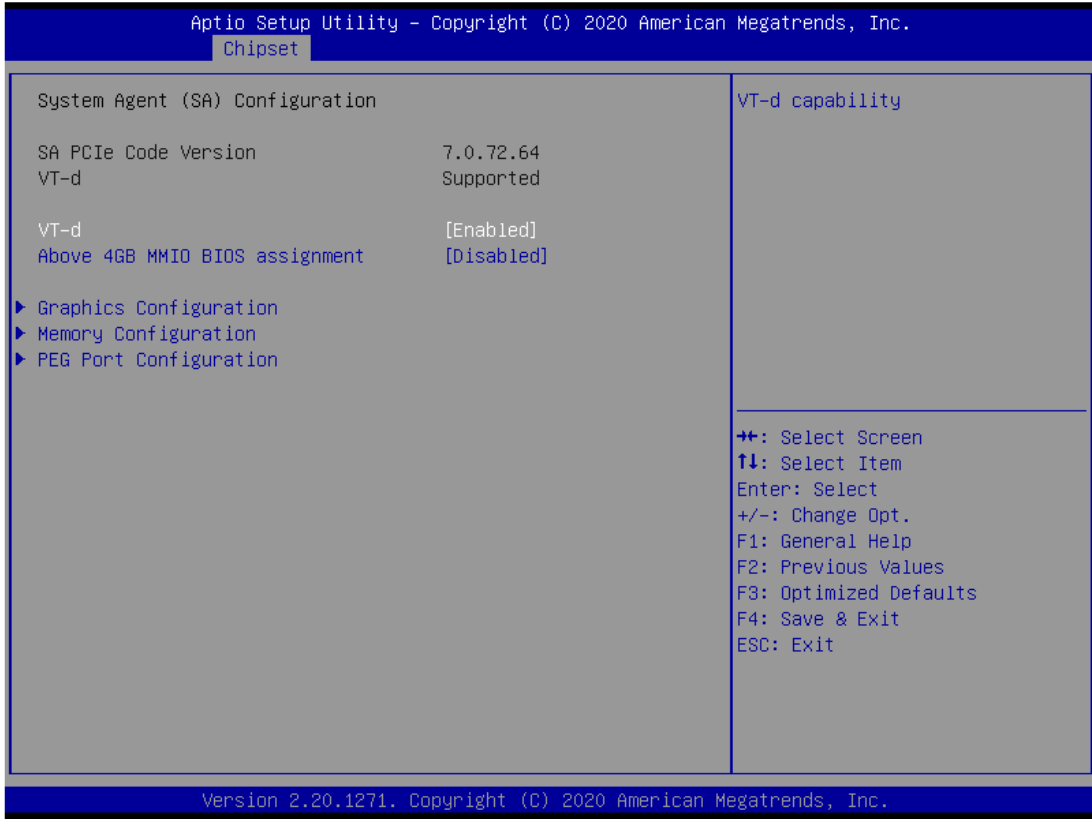 Aptio Setup Utility – Copyright (C) 2020 American Megatrends, Inc.
Chipset
System Agent (SA) Configuration
SA PCIe Code Version 7.0.72.64
VT-d Supported
VT-d [Enabled]
Above 4GB MMIO BIOS assignment [Disabled]
Graphics Configuration
Memory Configuration
PEG Port Configuration
VT-d capability
→←: Select Screen
↑↓: Select Item
Enter: Select
+/-: Change Opt.
F1: General Help
F2: Previous Values
F3: Optimized Defaults
F4: Save & Exit
ESC: Exit
Version 2.20.1271. Copyright (C) 2020 American Megatrends, Inc.